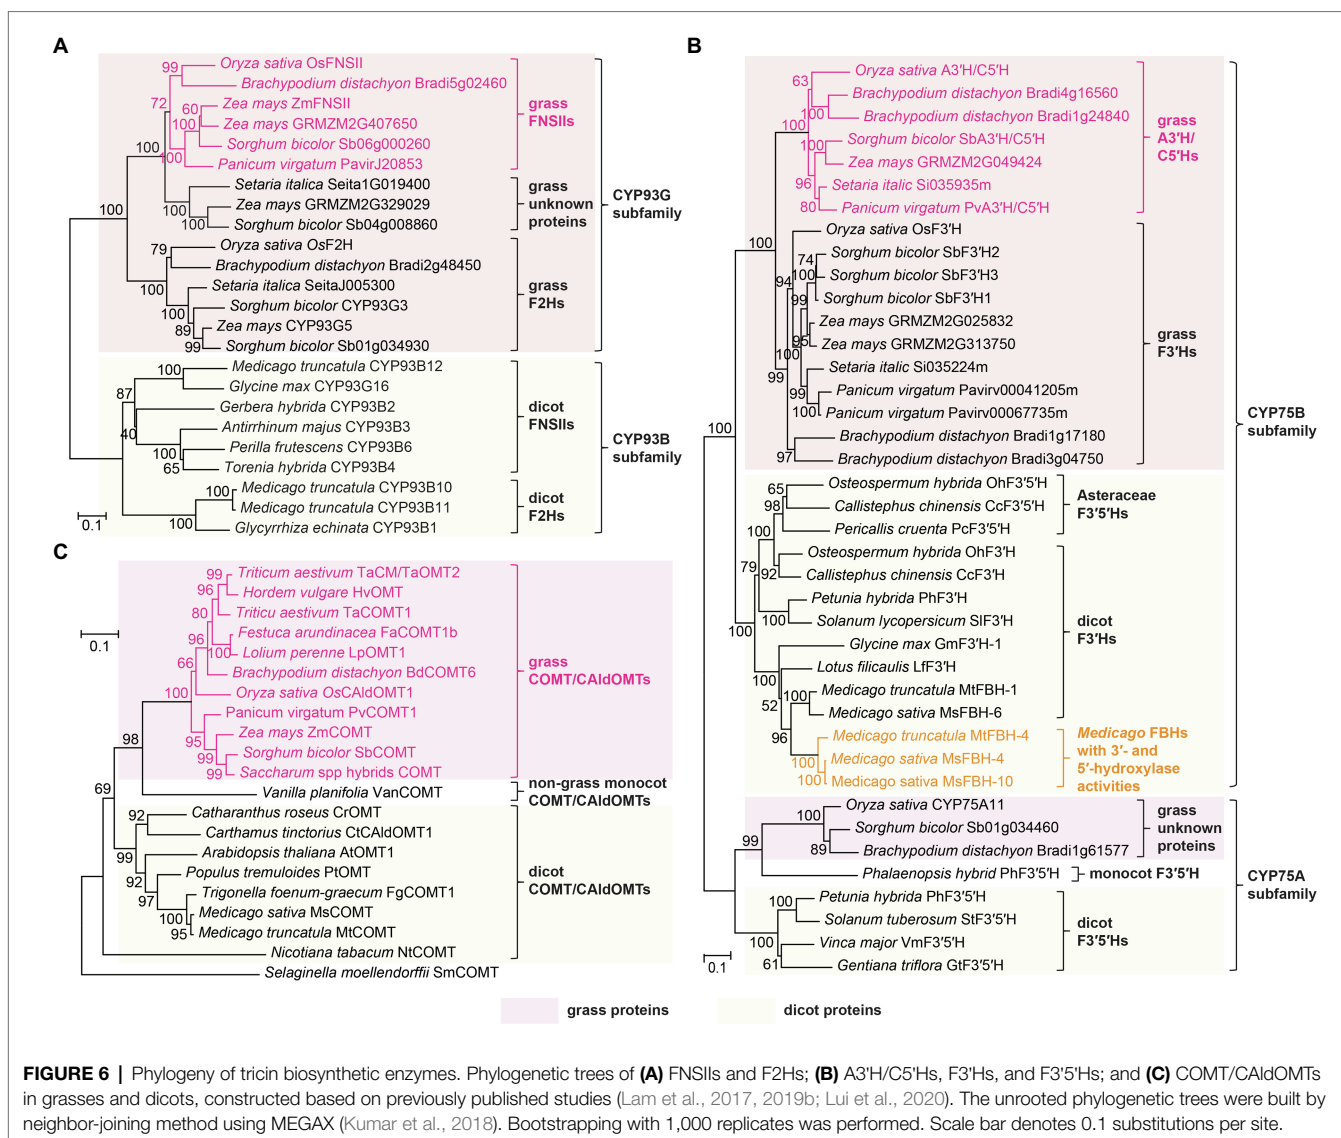 A
99
Oryza sativa OsFNSII
Brachypodium distachyon Bradi5g02460
72
60
Zea mays ZmFNSII
100
Zea mays GRMZM2G407650
Sorghum bicolor Sb06g000260
100
Panicum virgatum PavirJ20853
grass
FNSIIs
100
Setaria italica Seita1G019400
100
Zea mays GRMZM2G329029
100
Sorghum bicolor Sb04g008860
grass
unknown
proteins
100
79
Oryza sativa OsF2H
Brachypodium distachyon Bradi2g48450
100
Setaria italica SeitaJ005300
100
Sorghum bicolor CYP93G3
89
Zea mays CYP93G5
99
Sorghum bicolor Sb01g034930
grass
F2Hs
CYP93G
subfamily
100
Medicago truncatula CYP93B12
87
Glycine max CYP93G16
Gerbera hybrida CYP93B2
40
Antirrhinum majus CYP93B3
100
Perilla frutescens CYP93B6
65
Torenia hybrida CYP93B4
dicot
FNSIIs
100
Medicago truncatula CYP93B10
Medicago truncatula CYP93B11
100
Glycyrrhiza echinata CYP93B1
dicot
F2Hs
CYP93B
subfamily
0.1
B
63
Oryza sativa A3′H/C5′H
Brachypodium distachyon Bradi4g16560
100
Brachypodium distachyon Bradi1g24840
100
Sorghum bicolor SbA3′H/C5′H
100
Zea mays GRMZM2G049424
96
Setaria italic Si035935m
80
Panicum virgatum PvA3′H/C5′H
grass
A3′H/
C5′Hs
100
Oryza sativa OsF3′H
74
Sorghum bicolor SbF3′H2
100
94
Sorghum bicolor SbF3′H3
99
Sorghum bicolor SbF3′H1
Zea mays GRMZM2G025832
95
Zea mays GRMZM2G313750
100
Setaria italic Si035224m
99
99
Panicum virgatum Pavirv00041205m
100
Panicum virgatum Pavirv00067735m
Brachypodium distachyon Bradi1g17180
97
Brachypodium distachyon Bradi3g04750
grass
F3′Hs
100
65
Osteospermum hybrida OhF3′5′H
98
Callistephus chinensis CcF3′5′H
100
Pericallis cruenta PcF3′5′H
Asteraceae
F3′5′Hs
Osteospermum hybrida OhF3′H
79
92
Callistephus chinensis CcF3′H
Petunia hybrida PhF3′H
100
100
Solanum lycopersicum SlF3′H
Glycine max GmF3′H-1
100
Lotus filicaulis LfF3′H
100
Medicago truncatula MtFBH-1
52
Medicago sativa MsFBH-6
dicot
F3′Hs
96
Medicago truncatula MtFBH-4
100
Medicago sativa MsFBH-4
100
Medicago sativa MsFBH-10
Medicago FBHs
with 3′- and
5′-hydroxylase
activities
CYP75B
subfamily
100
Oryza sativa CYP75A11
99
Sorghum bicolor Sb01g034460
89
Brachypodium distachyon Bradi1g61577
grass
unknown
proteins
Phalaenopsis hybrid PhF3′5′H
monocot F3′5′H
100
Petunia hybrida PhF3′5′H
Solanum tuberosum StF3′5′H
100
Vinca major VmF3′5′H
61
Gentiana triflora GtF3′5′H
dicot
F3′5′Hs
CYP75A
subfamily
0.1
C
0.1
99
Triticum aestivum TaCM/TaOMT2
96
Hordem vulgare HvOMT
80
Triticu aestivum TaCOMT1
96
Festuca arundinacea FaCOMT1b
100
Lolium perenne LpOMT1
66
Brachypodium distachyon BdCOMT6
100
Oryza sativa OsCAldOMT1
Panicum virgatum PvCOMT1
95
Zea mays ZmCOMT
99
Sorghum bicolor SbCOMT
99
Saccharum spp hybrids COMT
grass
COMT/CAldOMTs
98
Vanilla planifolia VanCOMT
non-grass monocot
COMT/CAldOMTs
69
92
Catharanthus roseus CrOMT
Carthamus tinctorius CtCAldOMT1
99
Arabidopsis thaliana AtOMT1
92
Populus tremuloides PtOMT
97
Trigonella foenum-graecum FgCOMT1
100
Medicago sativa MsCOMT
95
Medicago truncatula MtCOMT
Nicotiana tabacum NtCOMT
dicot
COMT/CAldOMTs
Selaginella moellendorffii SmCOMT
grass proteins
dicot proteins
FIGURE 6 | Phylogeny of tricin biosynthetic enzymes. Phylogenetic trees of (A) FNSIIs and F2Hs; (B) A3′H/C5′Hs, F3′Hs, and F3′5′Hs; and (C) COMT/CAldOMTs
in grasses and dicots, constructed based on previously published studies (Lam et al., 2017, 2019b; Lui et al., 2020). The unrooted phylogenetic trees were built by
neighbor-joining method using MEGAX (Kumar et al., 2018). Bootstrapping with 1,000 replicates was performed. Scale bar denotes 0.1 substitutions per site.